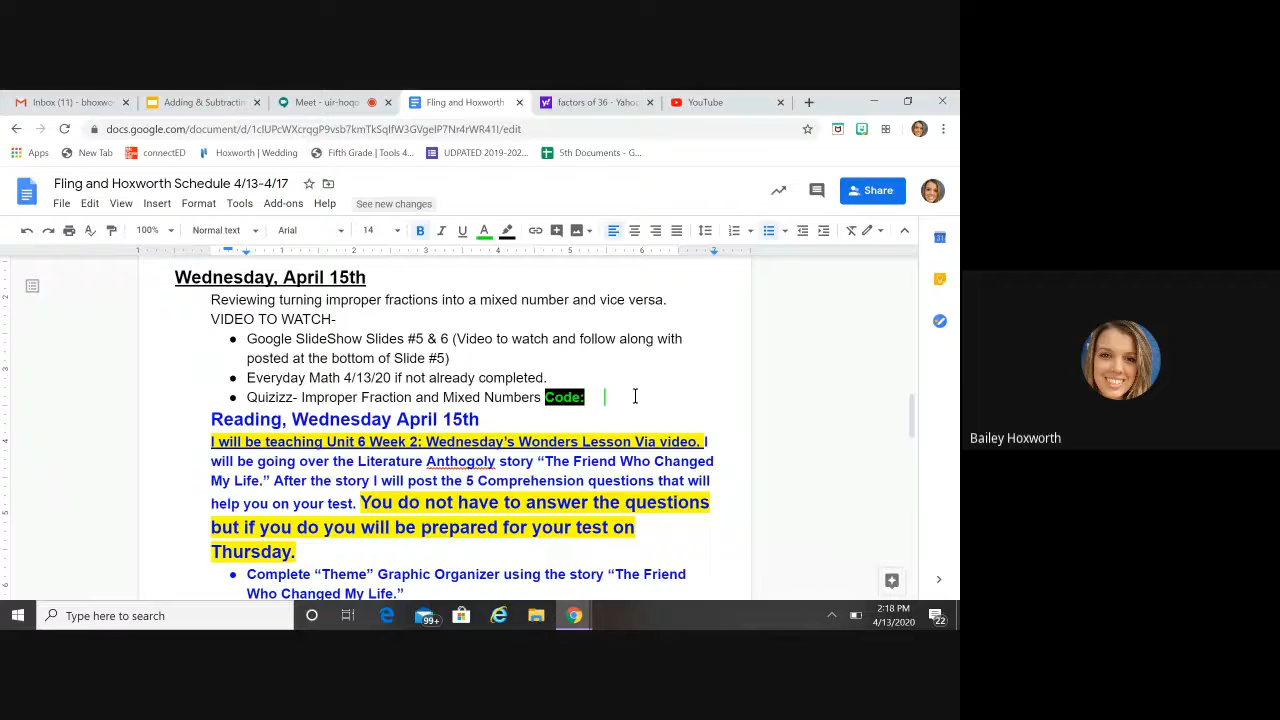 Inbox (11) - bhoxwo
Adding & Subtractin
Meet - uir-hoqo
Fling and Hoxworth
factors of 36 - Yahoo
YouTube
docs.google.com/document/d/
/edit
Apps
New Tab
connectED
Hoxworth | Wedding
Fifth Grade | Tools 4...
UDPATED 2019-202...
5th Documents - G...
Fling and Hoxworth Schedule 4/13-4/17
Share
File Edit View Insert Format Tools Add-ons Help See new changes
100% Normal text Arial 14
Wednesday, April 15th
Reviewing turning improper fractions into a mixed number and vice versa.
VIDEO TO WATCH-
● Google SlideShow Slides #5 & 6 (Video to watch and follow along with
posted at the bottom of Slide #5)
● Everyday Math 4/13/20 if not already completed.
● Quizizz- Improper Fraction and Mixed Numbers Code:
Reading, Wednesday April 15th
I will be teaching Unit 6 Week 2: Wednesday's Wonders Lesson Via video. I
will be going over the Literature Anthogoly story “The Friend Who Changed
My Life.” After the story I will post the 5 Comprehension questions that will
help you on your test. You do not have to answer the questions
but if you do you will be prepared for your test on
Thursday.
● Complete “Theme” Graphic Organizer using the story “The Friend
Who Changed My Life.”
Bailey Hoxworth
Type here to search
99+
2:18 PM
4/13/2020
22